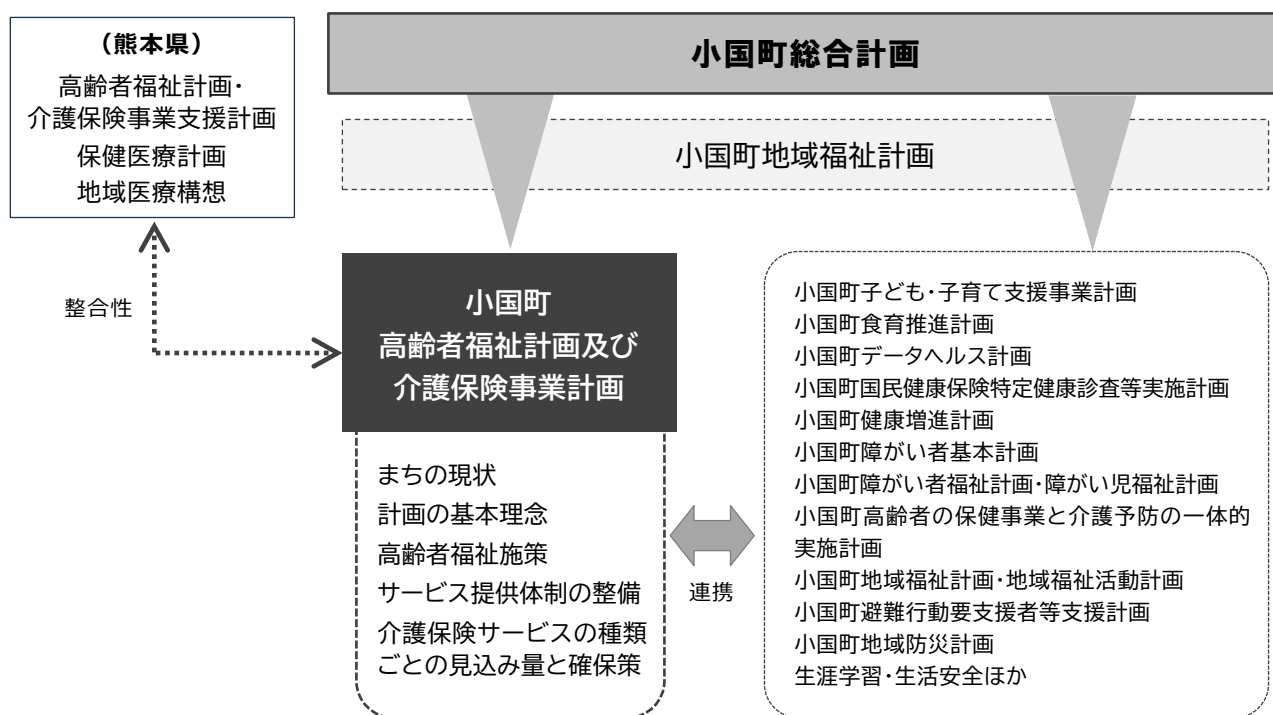 （熊本県）
高齢者福祉計画・
介護保険事業支援計画
保健医療計画
地域医療構想
小国町総合計画
小国町地域福祉計画
整合性
小国町
高齢者福祉計画及び
介護保険事業計画
まちの現状
計画の基本理念
高齢者福祉施策
サービス提供体制の整備
介護保険サービスの種類
ごとの見込み量と確保策
連携
小国町子ども・子育て支援事業計画
小国町食育推進計画
小国町データヘルス計画
小国町国民健康保険特定健康診査等実施計画
小国町健康増進計画
小国町障がい者基本計画
小国町障がい者福祉計画・障がい児福祉計画
小国町高齢者の保健事業と介護予防の一体的
実施計画
小国町地域福祉計画・地域福祉活動計画
小国町避難行動要支援者等支援計画
小国町地域防災計画
生涯学習・生活安全ほか